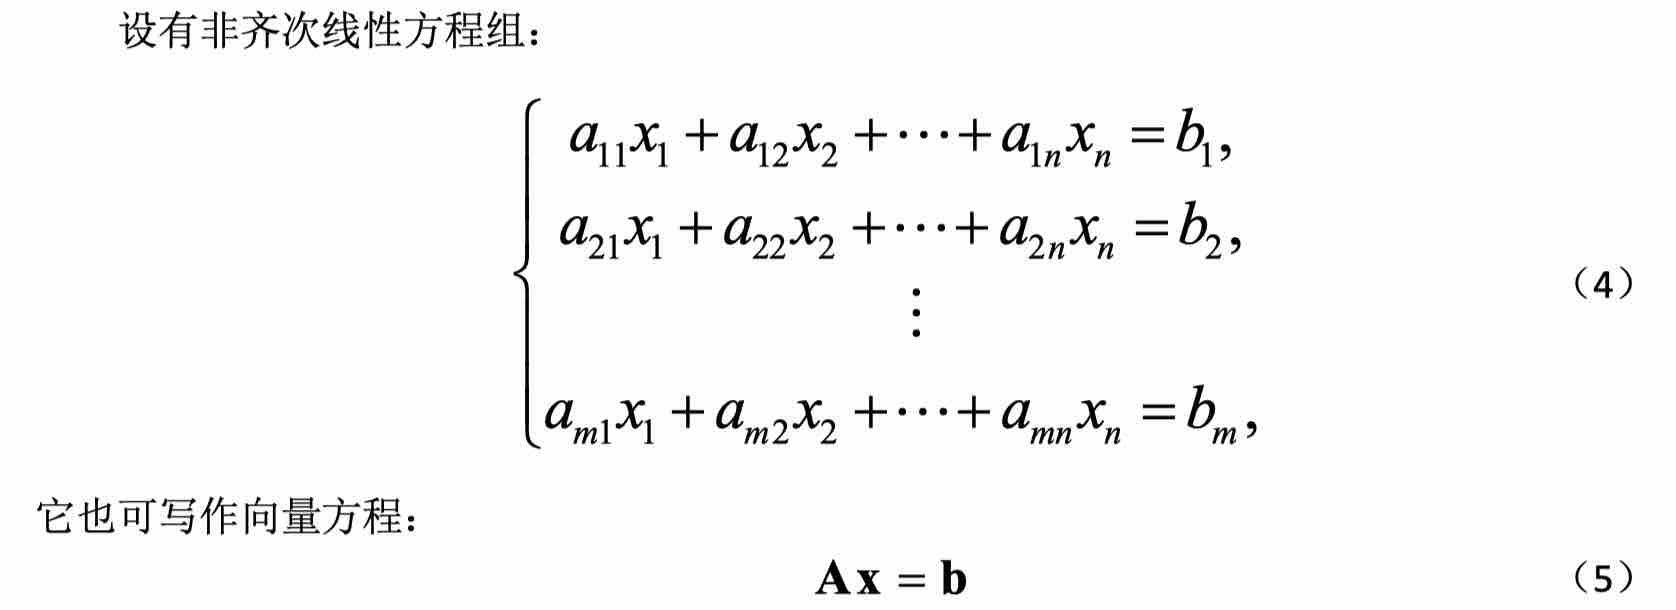 设有非齐次线性方程组:
a₁₁x₁ + a₁₂x₂ + ⋯ + a₁ₙxₙ = b₁,
a₂₁x₁ + a₂₂x₂ + ⋯ + a₂ₙxₙ = b₂,
⋮
(4)
aₘ₁x₁ + aₘ₂x₂ + ⋯ + aₘₙxₙ = bₘ,
它也可写作向量方程:
Ax = b (5)